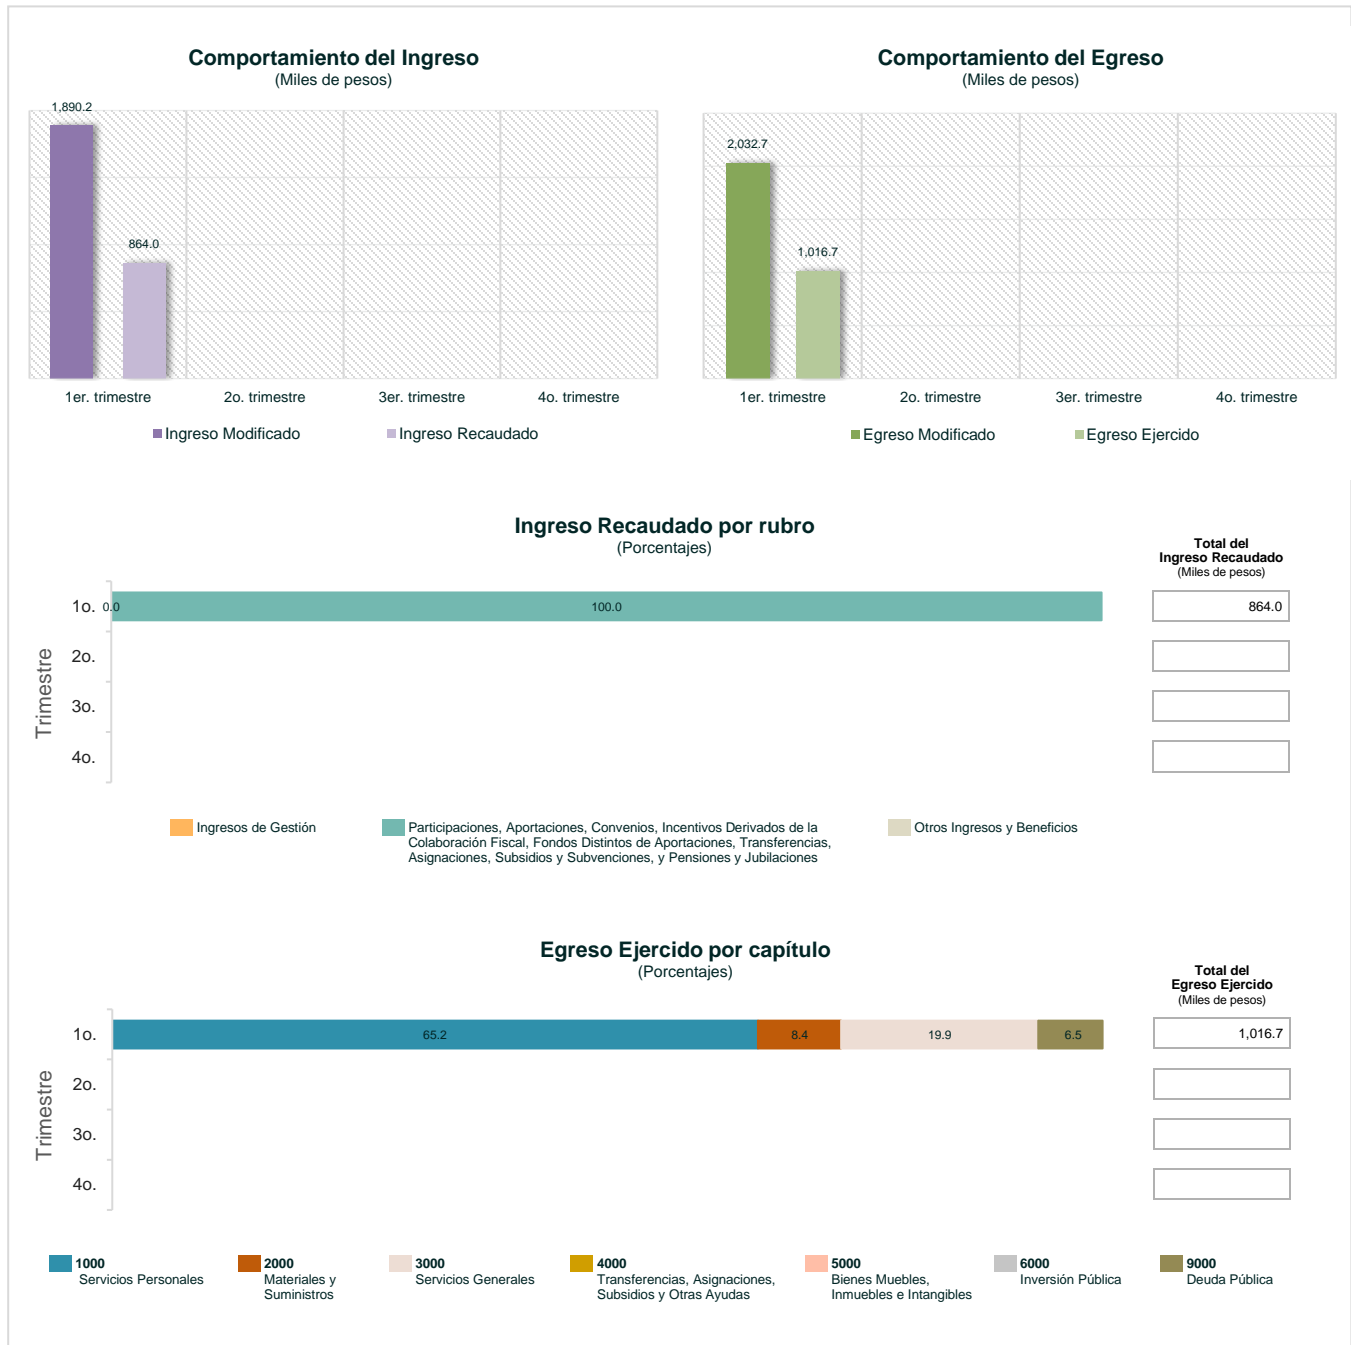 Comportamiento del Ingreso
(Miles de pesos)
1,890.2
864.0
1er. trimestre
2o. trimestre
3er. trimestre
4o. trimestre
Ingreso Modificado
Ingreso Recaudado
Comportamiento del Egreso
(Miles de pesos)
2,032.7
1,016.7
1er. trimestre
2o. trimestre
3er. trimestre
4o. trimestre
Egreso Modificado
Egreso Ejercido
Ingreso Recaudado por rubro
(Porcentajes)
Total del
Ingreso Recaudado
(Miles de pesos)
Trimestre
1o.
0.0
100.0
864.0
2o.
3o.
4o.
Ingresos de Gestión
Participaciones, Aportaciones, Convenios, Incentivos Derivados de la
Colaboración Fiscal, Fondos Distintos de Aportaciones, Transferencias,
Asignaciones, Subsidios y Subvenciones, y Pensiones y Jubilaciones
Otros Ingresos y Beneficios
Egreso Ejercido por capítulo
(Porcentajes)
Total del
Egreso Ejercido
(Miles de pesos)
Trimestre
1o.
65.2
8.4
19.9
6.5
1,016.7
2o.
3o.
4o.
1000
Servicios Personales
2000
Materiales y
Suministros
3000
Servicios Generales
4000
Transferencias, Asignaciones,
Subsidios y Otras Ayudas
5000
Bienes Muebles,
Inmuebles e Intangibles
6000
Inversión Pública
9000
Deuda Pública